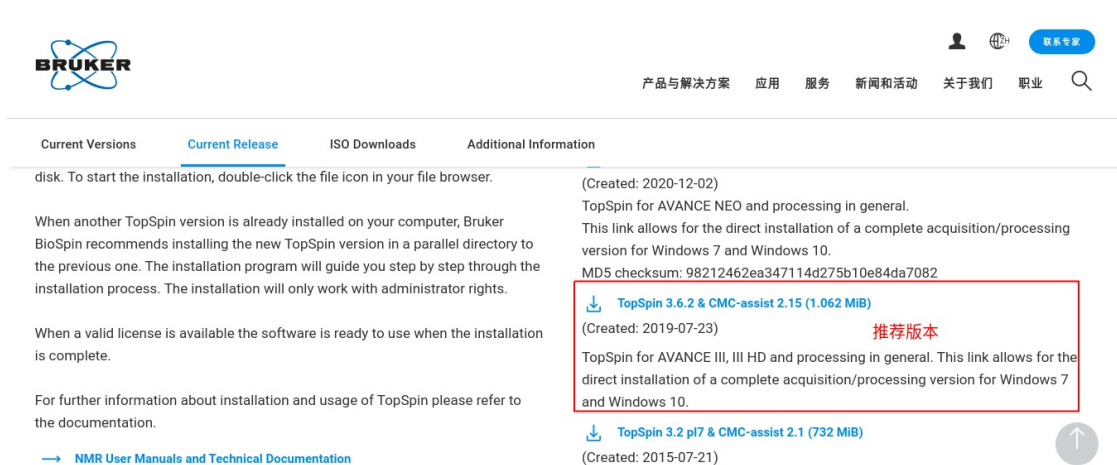 BRUKER
ZH
联系专家
产品与解决方案 应用 服务 新闻和活动 关于我们 职业
Current Versions Current Release ISO Downloads Additional Information
disk. To start the installation, double-click the file icon in your file browser.
When another TopSpin version is already installed on your computer, Bruker
BioSpin recommends installing the new TopSpin version in a parallel directory to
the previous one. The installation program will guide you step by step through the
installation process. The installation will only work with administrator rights.
When a valid license is available the software is ready to use when the installation
is complete.
For further information about installation and usage of TopSpin please refer to
the documentation.
NMR User Manuals and Technical Documentation
(Created: 2020-12-02)
TopSpin for AVANCE NEO and processing in general.
This link allows for the direct installation of a complete acquisition/processing
version for Windows 7 and Windows 10.
MD5 checksum: 98212462ea347114d275b10e84da7082
TopSpin 3.6.2 & CMC-assist 2.15 (1.062 MiB)
(Created: 2019-07-23)
推荐版本
TopSpin for AVANCE III, III HD and processing in general. This link allows for the
direct installation of a complete acquisition/processing version for Windows 7
and Windows 10.
TopSpin 3.2 pl7 & CMC-assist 2.1 (732 MiB)
(Created: 2015-07-21)